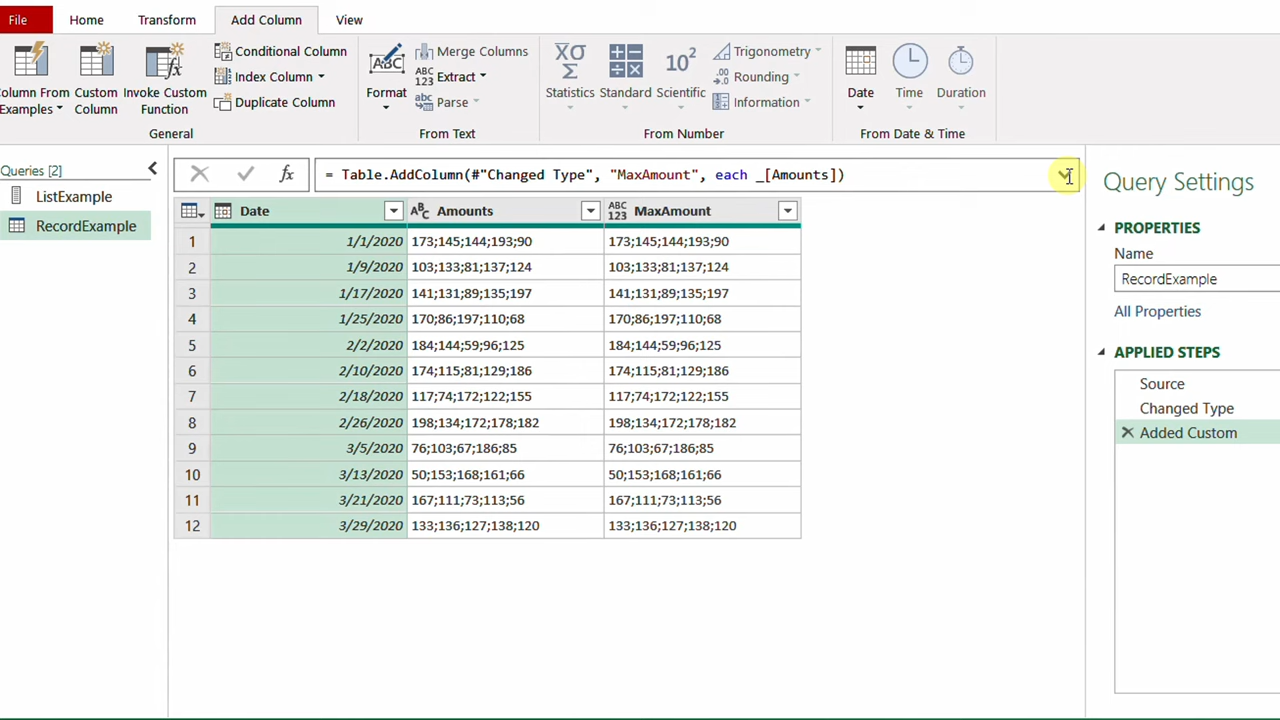 File Home Transform Add Column View
Conditional Column
Index Column
Duplicate Column
Column From Examples
Custom Column
Invoke Custom Function
General
Format
Merge Columns
Extract
Parse
From Text
Statistics Standard Scientific
Trigonometry
Rounding
Information
From Number
Date Time Duration
From Date & Time
Queries [2]
ListExample
RecordExample
fx = Table.AddColumn(#"Changed Type", "MaxAmount", each _[Amounts])
Date Amounts MaxAmount
1 1/1/2020 173;145;144;193;90 173;145;144;193;90
2 1/9/2020 103;133;81;137;124 103;133;81;137;124
3 1/17/2020 141;131;89;135;197 141;131;89;135;197
4 1/25/2020 170;86;197;110;68 170;86;197;110;68
5 2/2/2020 184;144;59;96;125 184;144;59;96;125
6 2/10/2020 174;115;81;129;186 174;115;81;129;186
7 2/18/2020 117;74;172;122;155 117;74;172;122;155
8 2/26/2020 198;134;172;178;182 198;134;172;178;182
9 3/5/2020 76;103;67;186;85 76;103;67;186;85
10 3/13/2020 50;153;168;161;66 50;153;168;161;66
11 3/21/2020 167;111;73;113;56 167;111;73;113;56
12 3/29/2020 133;136;127;138;120 133;136;127;138;120
Query Settings
PROPERTIES
Name
RecordExample
All Properties
APPLIED STEPS
Source
Changed Type
Added Custom